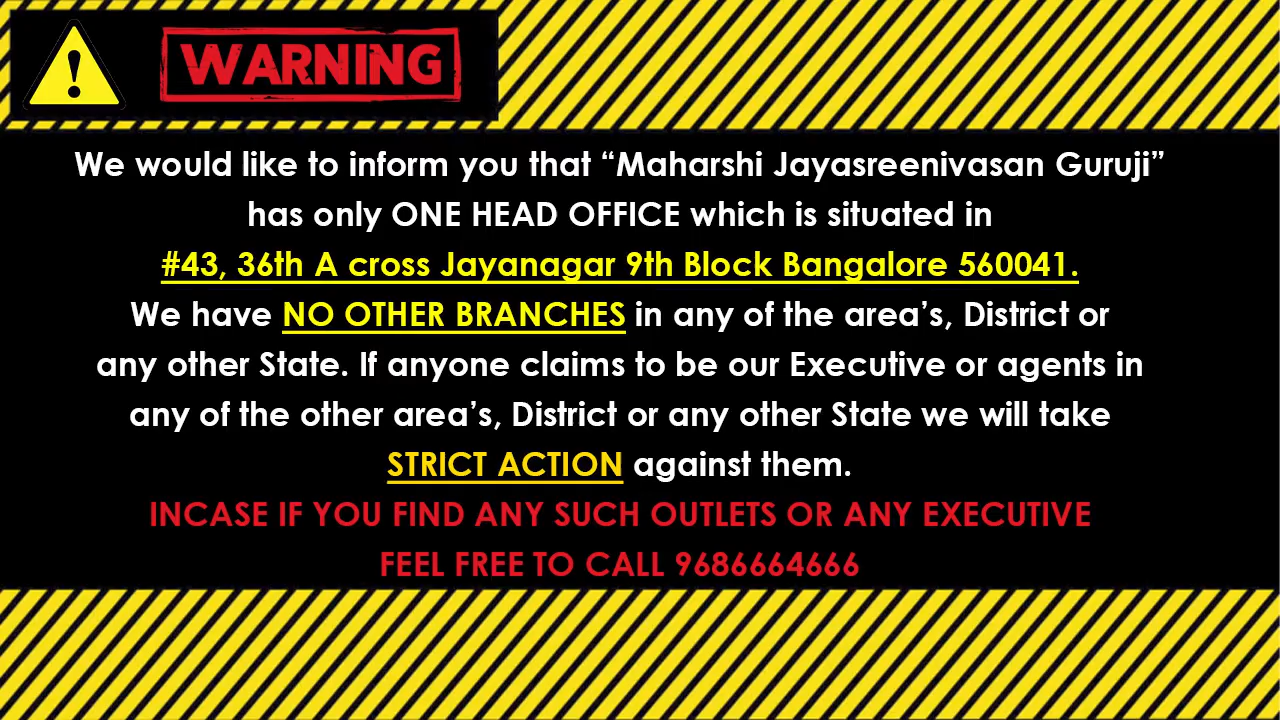 WARNING
We would like to inform you that “Maharshi Jayasreenivasan Guruji”
has only ONE HEAD OFFICE which is situated in
#43, 36th A cross Jayanagar 9th Block Bangalore 560041.
We have NO OTHER BRANCHES in any of the area’s, District or
any other State. If anyone claims to be our Executive or agents in
any of the other area’s, District or any other State we will take
STRICT ACTION against them.
INCASE IF YOU FIND ANY SUCH OUTLETS OR ANY EXECUTIVE
FEEL FREE TO CALL 9686664666